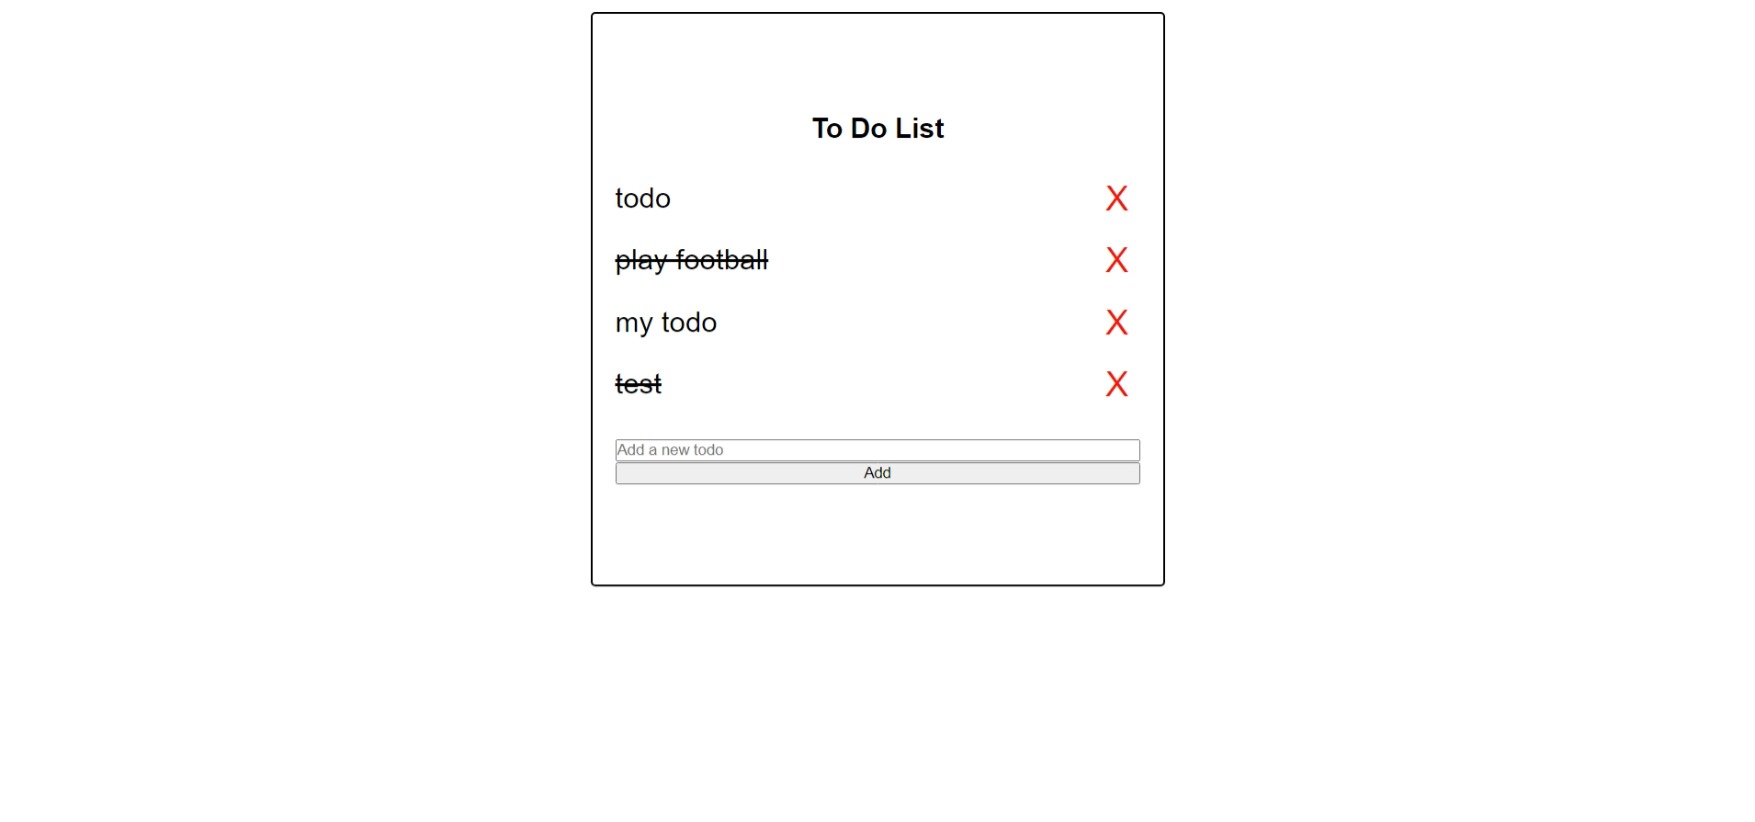 To Do List
todo X
play football X
my todo X
test X
Add a new todo
Add